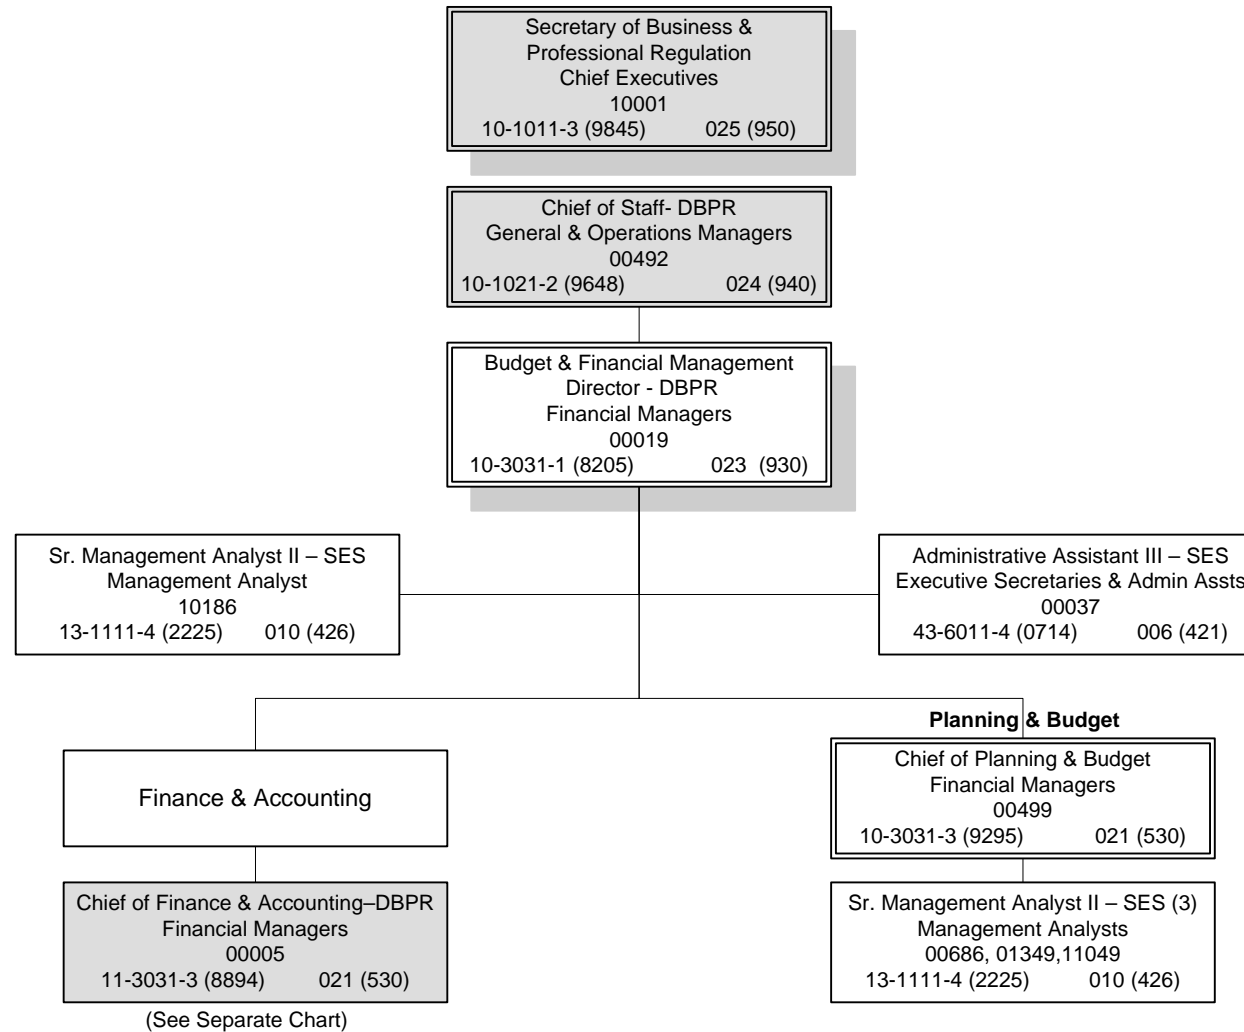 Secretary of Business &
Professional Regulation
Chief Executives
10001
10-1011-3 (9845) 025 (950)
Chief of Staff- DBPR
General & Operations Managers
00492
10-1021-2 (9648) 024 (940)
Budget & Financial Management
Director - DBPR
Financial Managers
00019
10-3031-1 (8205) 023 (930)
Sr. Management Analyst II – SES
Management Analyst
10186
13-1111-4 (2225) 010 (426)
Administrative Assistant III – SES
Executive Secretaries & Admin Assts
00037
43-6011-4 (0714) 006 (421)
Finance & Accounting
Chief of Finance & Accounting–DBPR
Financial Managers
00005
11-3031-3 (8894) 021 (530)
(See Separate Chart)
Planning & Budget
Chief of Planning & Budget
Financial Managers
00499
10-3031-3 (9295) 021 (530)
Sr. Management Analyst II – SES (3)
Management Analysts
00686, 01349,11049
13-1111-4 (2225) 010 (426)